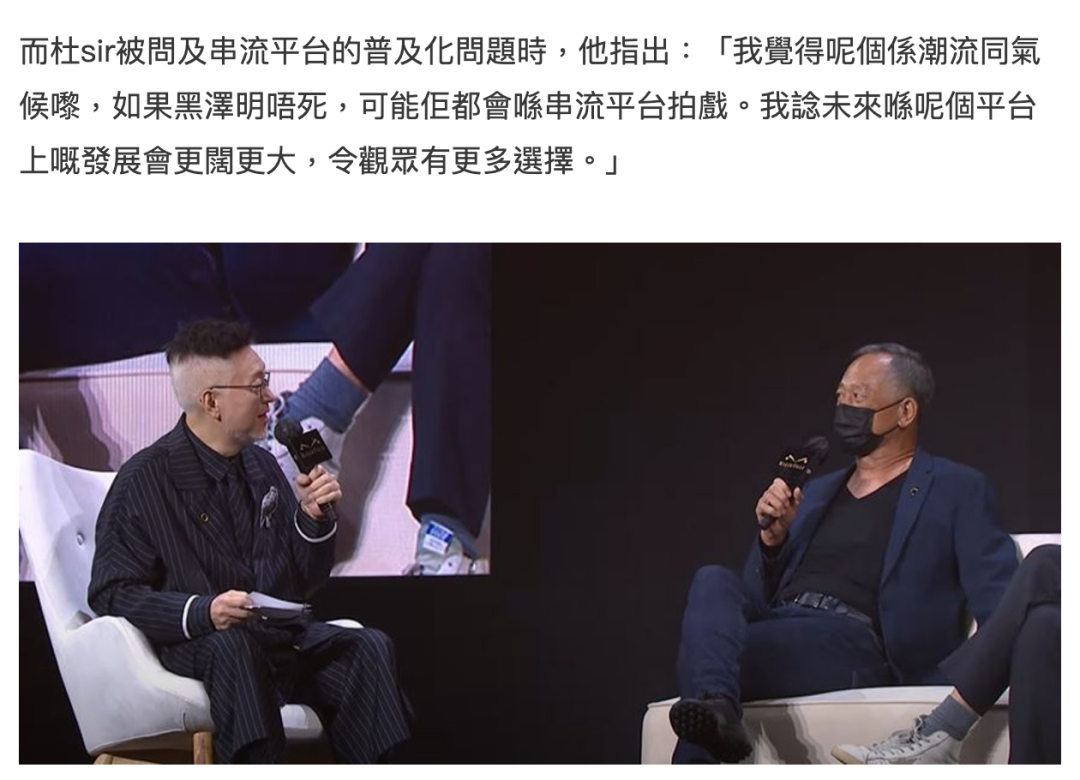 而杜sir被問及串流平台的普及化問題時，他指出：「我覺得呢個係潮流同氣
候嚟，如果黑澤明唔死，可能佢都會喺串流平台拍戲。我諗未來喺呢個平台
上嘅發展會更闊更大，令觀眾有更多選擇。」